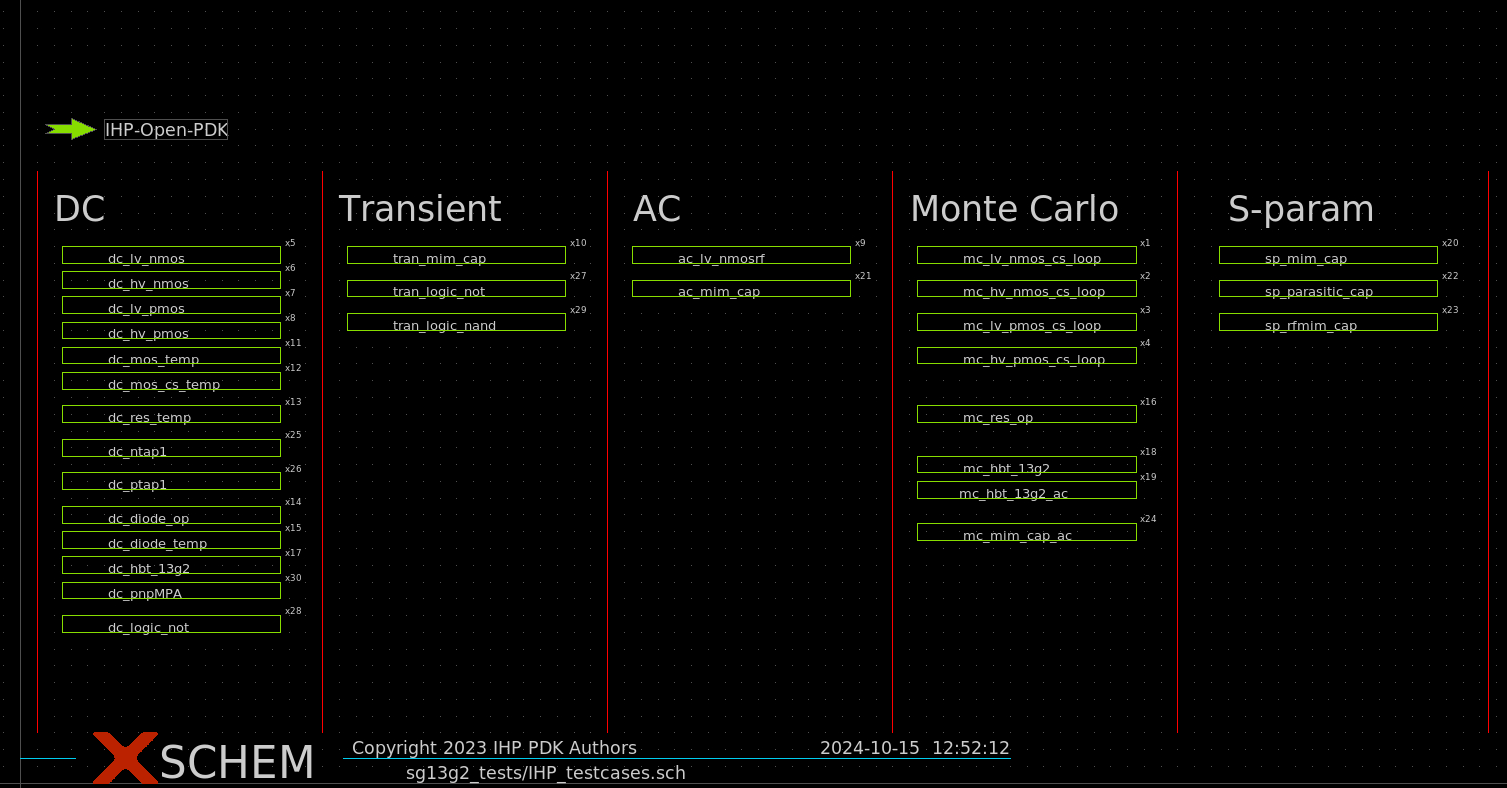 IHP-Open-PDK
DC
x5
dc_lv_nmos
x6
dc_hv_nmos
x7
dc_lv_pmos
x8
dc_hv_pmos
x11
dc_mos_temp
x12
dc_mos_cs_temp
x13
dc_res_temp
x25
dc_ntap1
x26
dc_ptap1
x14
dc_diode_op
x15
dc_diode_temp
x17
dc_hbt_13g2
x30
dc_pnpMPA
x28
dc_logic_not
Transient
x10
tran_mim_cap
x27
tran_logic_not
x29
tran_logic_nand
AC
x9
ac_lv_nmosrf
x21
ac_mim_cap
Monte Carlo
x1
mc_lv_nmos_cs_loop
x2
mc_hv_nmos_cs_loop
x3
mc_lv_pmos_cs_loop
x4
mc_hv_pmos_cs_loop
x16
mc_res_op
x18
mc_hbt_13g2
x19
mc_hbt_13g2_ac
x24
mc_mim_cap_ac
S-param
x20
sp_mim_cap
x22
sp_parasitic_cap
x23
sp_rfmim_cap
XSCHEM
Copyright 2023 IHP PDK Authors
2024-10-15 12:52:12
sg13g2_tests/IHP_testcases.sch